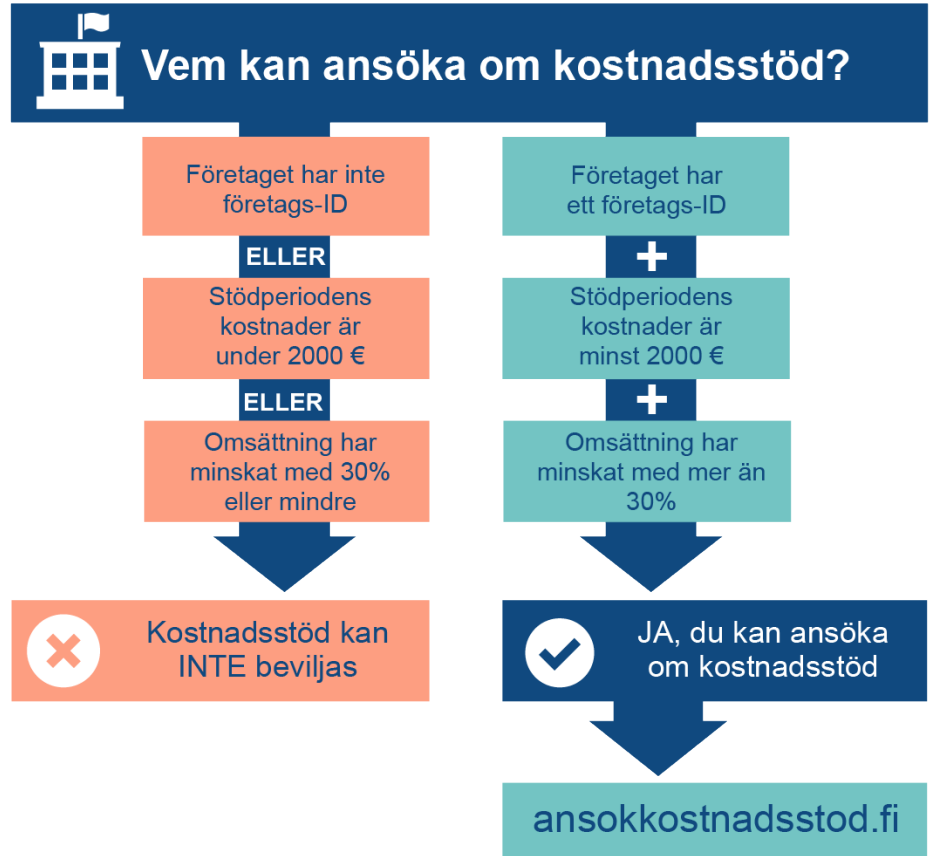 Vem kan ansöka om kostnadsstöd?
Företaget har inte
företags-ID
ELLER
Stödperiodens
kostnader är
under 2000 €
ELLER
Omsättning har
minskat med 30%
eller mindre
Kostnadsstöd kan
INTE beviljas
Företaget har
ett företags-ID
+
Stödperiodens
kostnader är
minst 2000 €
+
Omsättning har
minskat med mer än
30%
JA, du kan ansöka
om kostnadsstöd
ansokkostnadsstod.fi